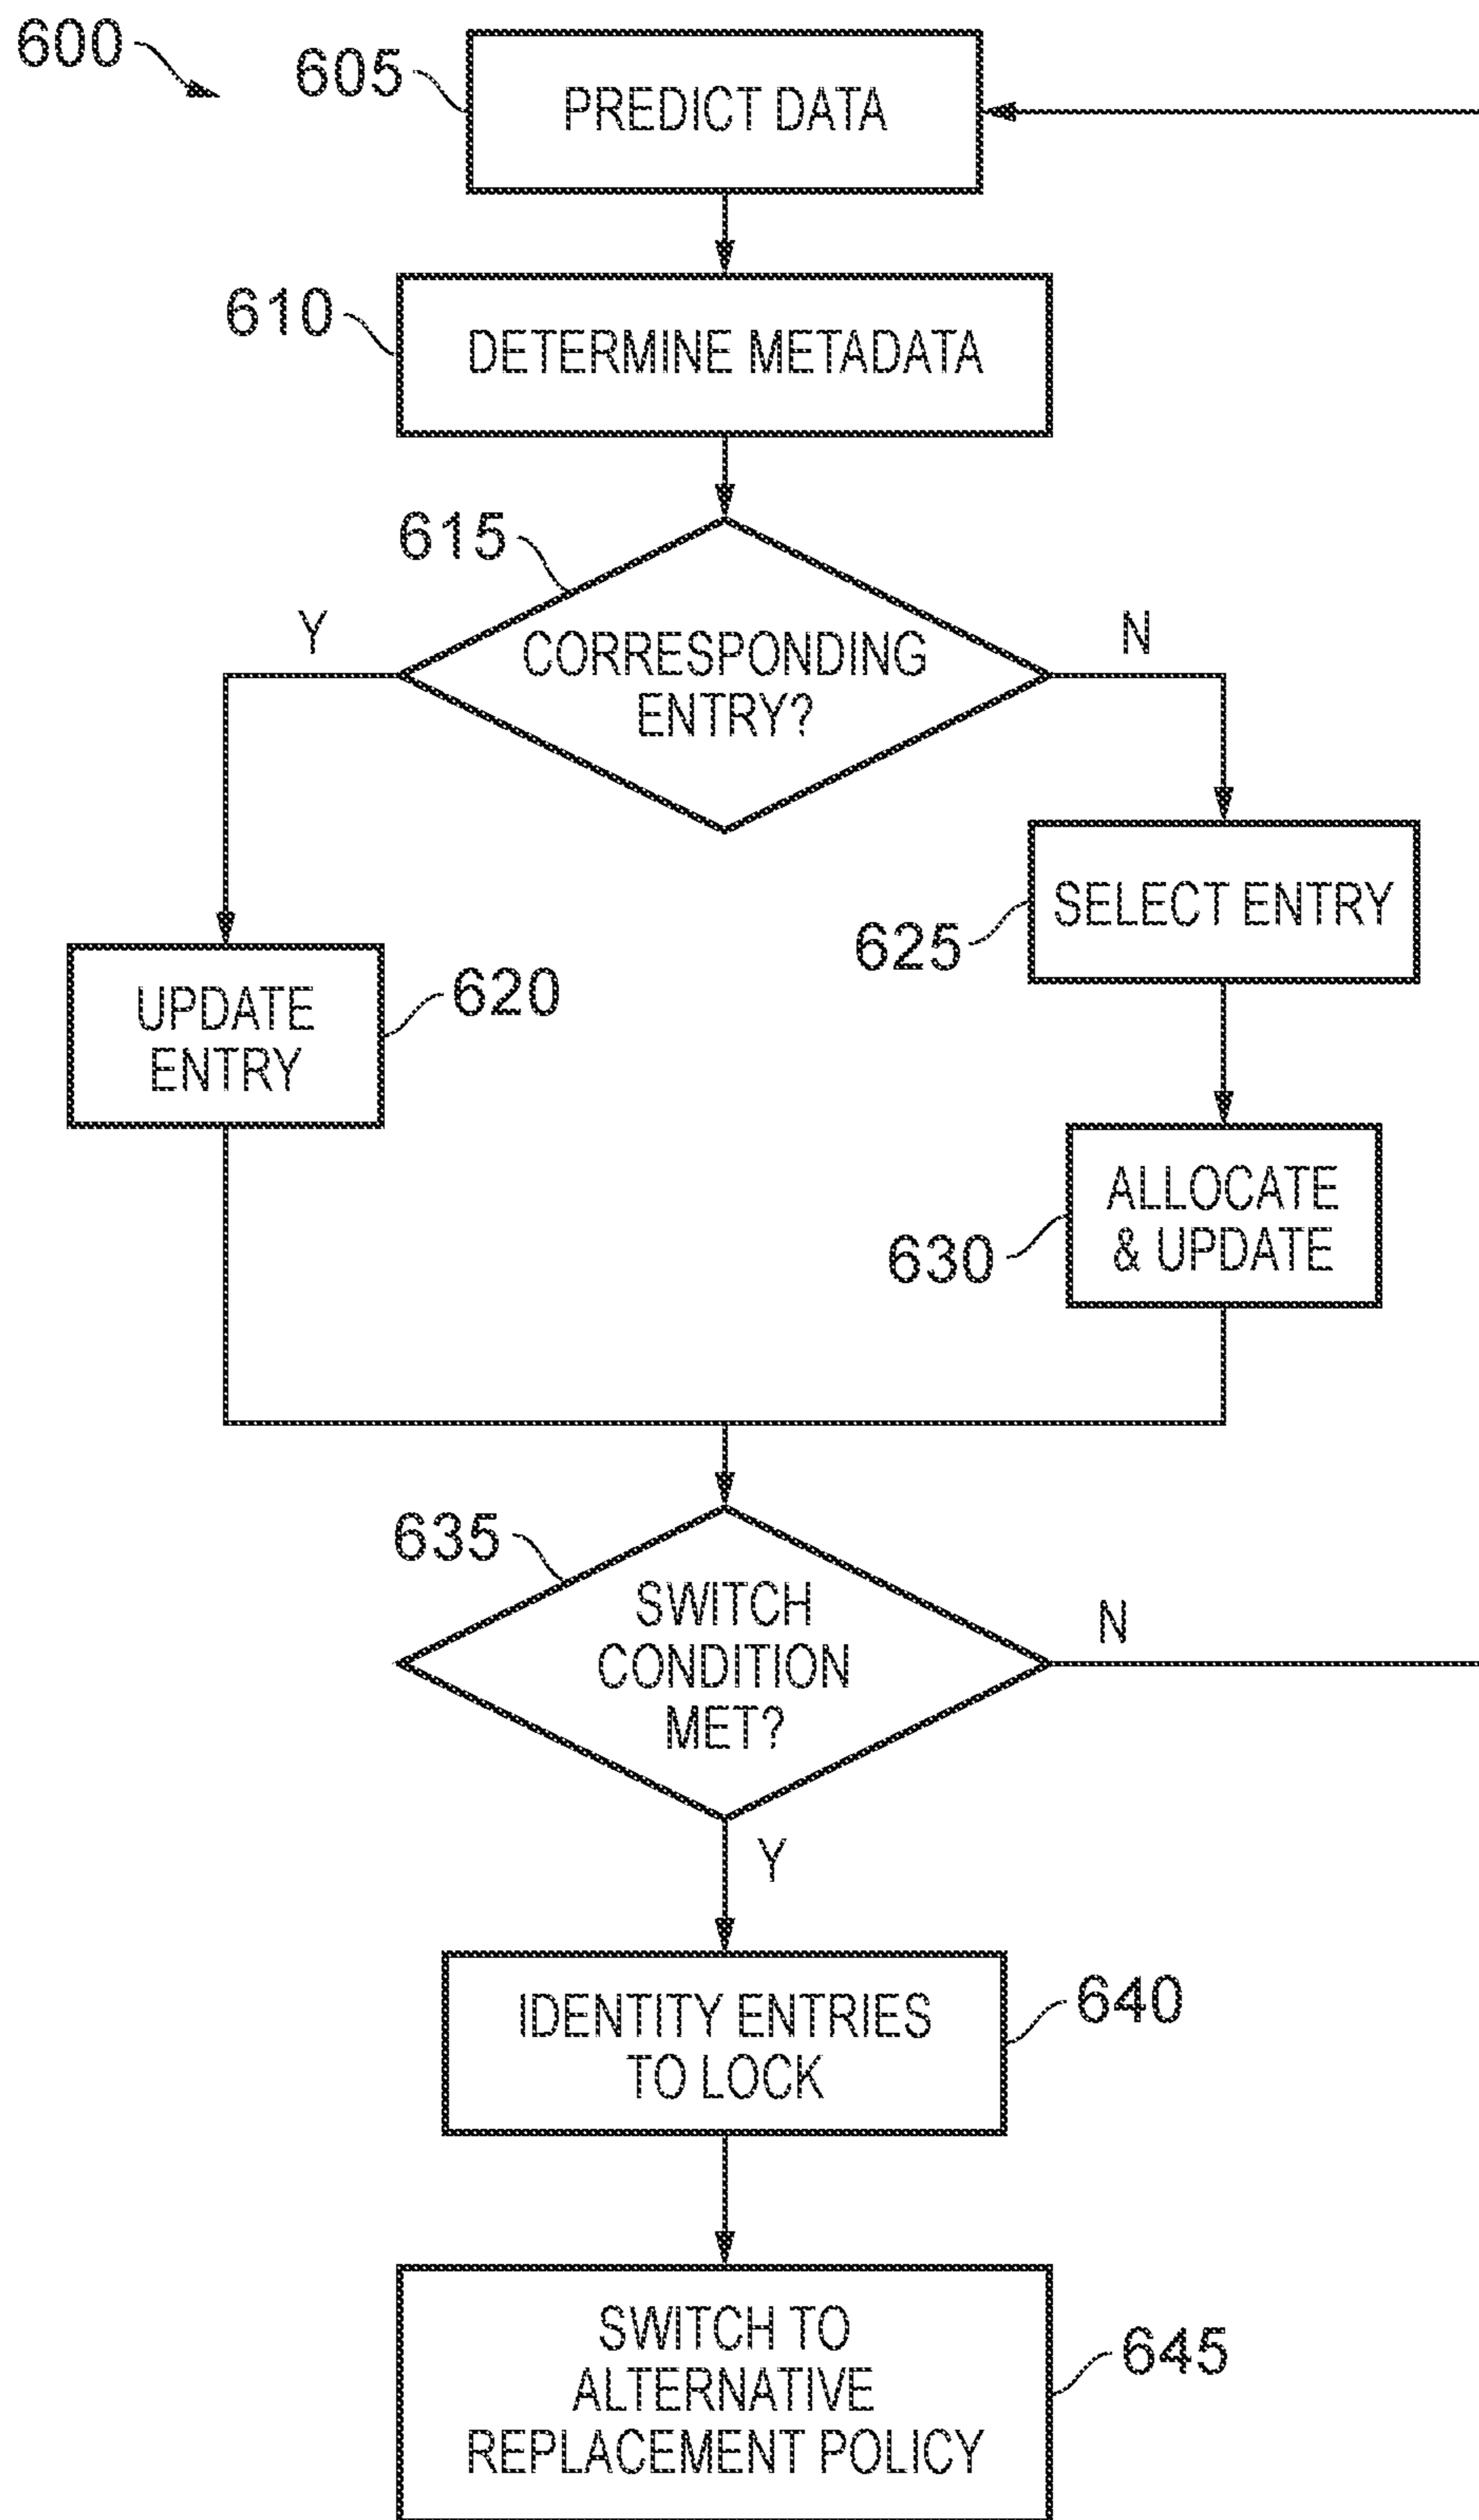 600
605
PREDICT DATA
610
DETERMINE METADATA
615
Y
N
CORRESPONDING
ENTRY?
SELECT ENTRY
625
UPDATE
ENTRY
620
ALLOCATE
& UPDATE
630
635
SWITCH
CONDITION
MET?
N
Y
IDENTITY ENTRIES
TO LOCK
640
SWITCH TO
ALTERNATIVE
REPLACEMENT POLICY
645